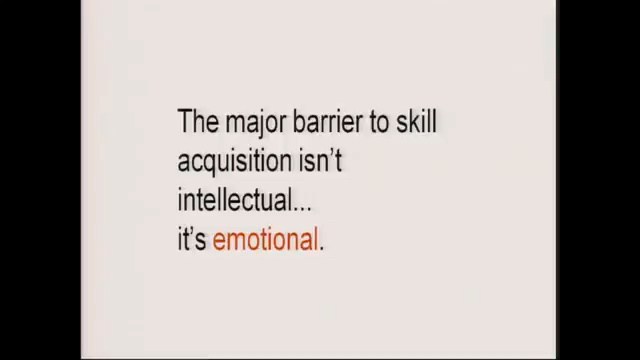 The major barrier to skill
acquisition isn’t
intellectual...
it’s emotional.